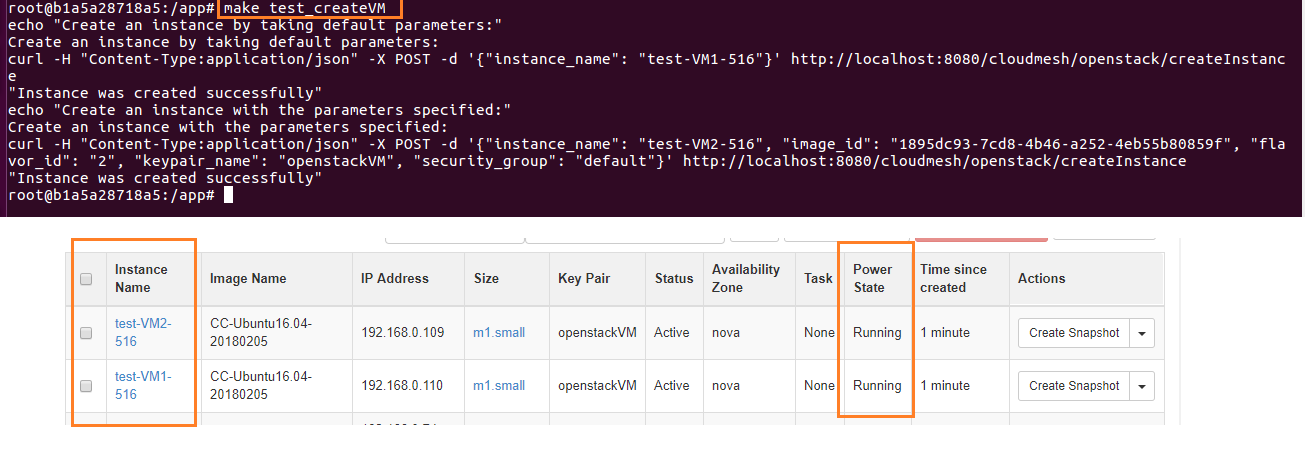 root@b1a5a28718a5:/app# make test_createVM
echo "Create an instance by taking default parameters:"
Create an instance by taking default parameters:
curl -H "Content-Type:application/json" -X POST -d '{"instance_name": "test-VM1-516"}' http://localhost:8080/cloudmesh/openstack/createInstanc
e
"Instance was created successfully"
echo "Create an instance with the parameters specified:"
Create an instance with the parameters specified:
curl -H "Content-Type:application/json" -X POST -d '{"instance_name": "test-VM2-516", "image_id": "1895dc93-7cd8-4b46-a252-4eb55b80859f", "fla
vor_id": "2", "keypair_name": "openstackVM", "security_group": "default"}' http://localhost:8080/cloudmesh/openstack/createInstance
"Instance was created successfully"
root@b1a5a28718a5:/app#
Instance Name Image Name IP Address Size Key Pair Status Availability Zone Task Power State Time since created Actions
test-VM2-516 CC-Ubuntu16.04-20180205 192.168.0.109 m1.small openstackVM Active nova None Running 1 minute Create Snapshot
test-VM1-516 CC-Ubuntu16.04-20180205 192.168.0.110 m1.small openstackVM Active nova None Running 1 minute Create Snapshot